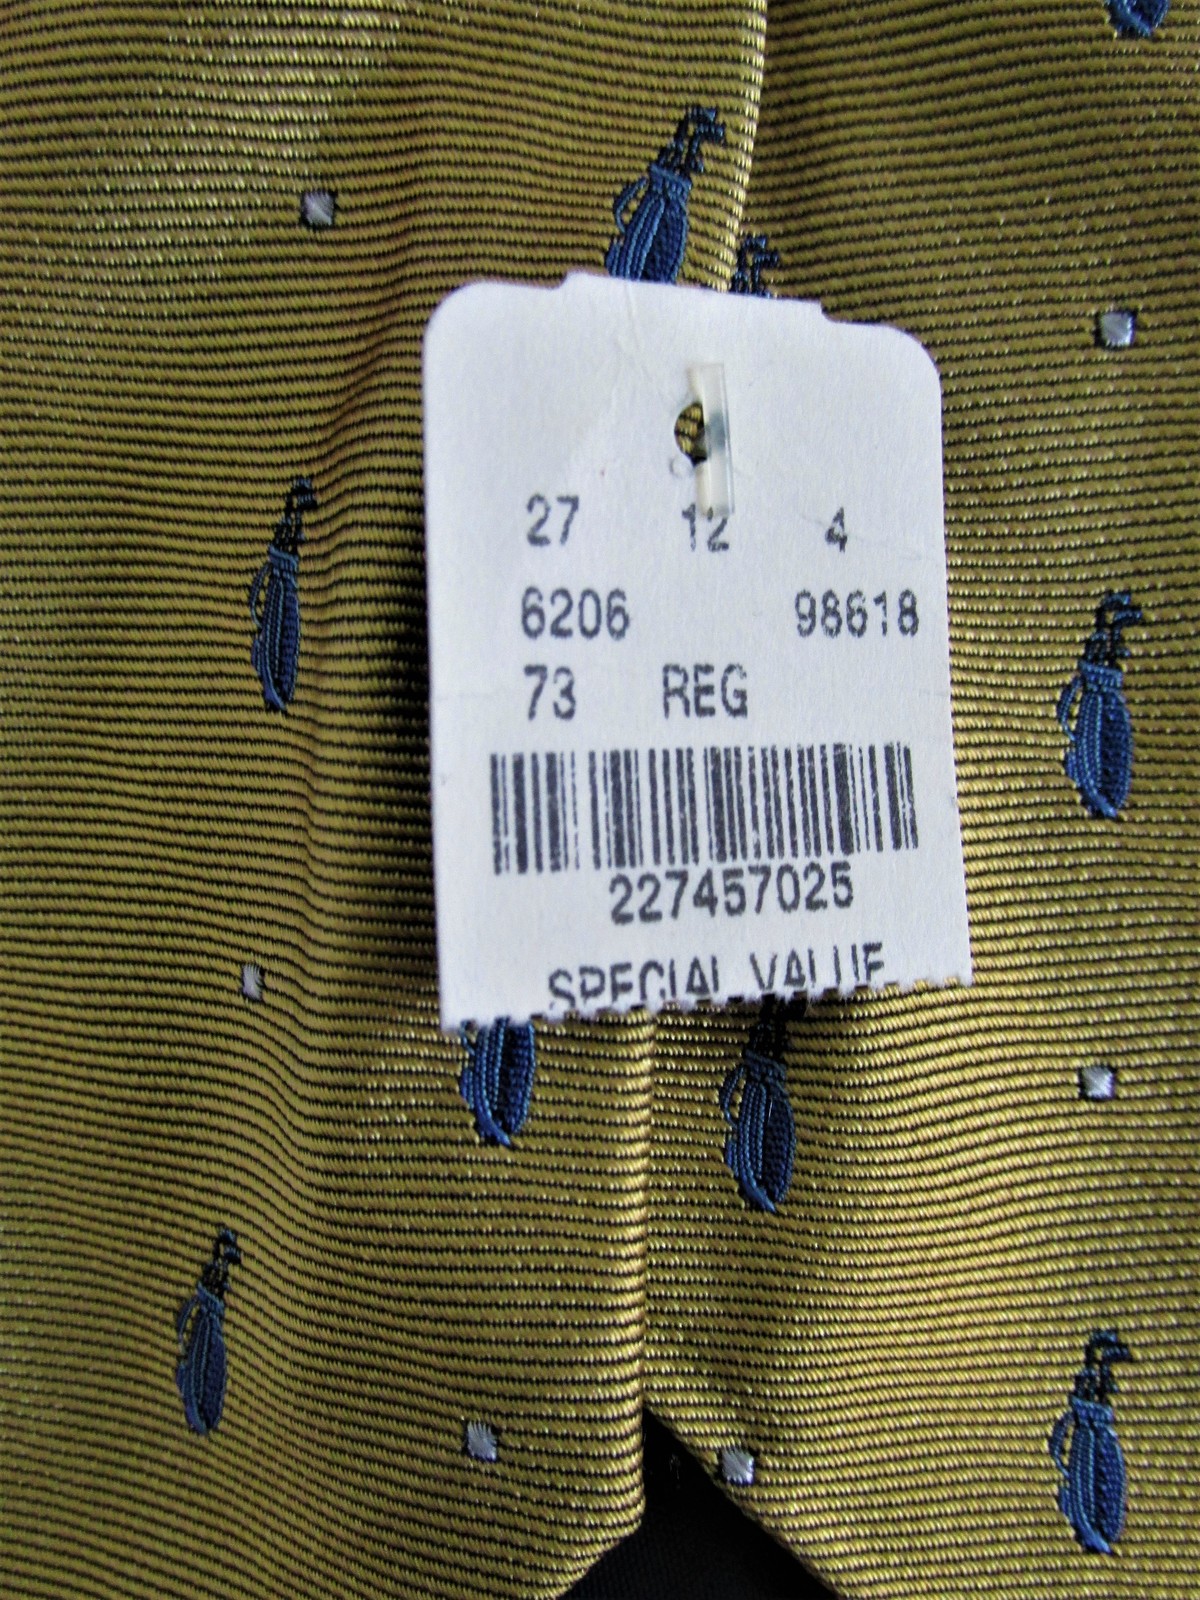 27 12 4
6206 98618
73 REG
227457025
SPECIAL VALUE